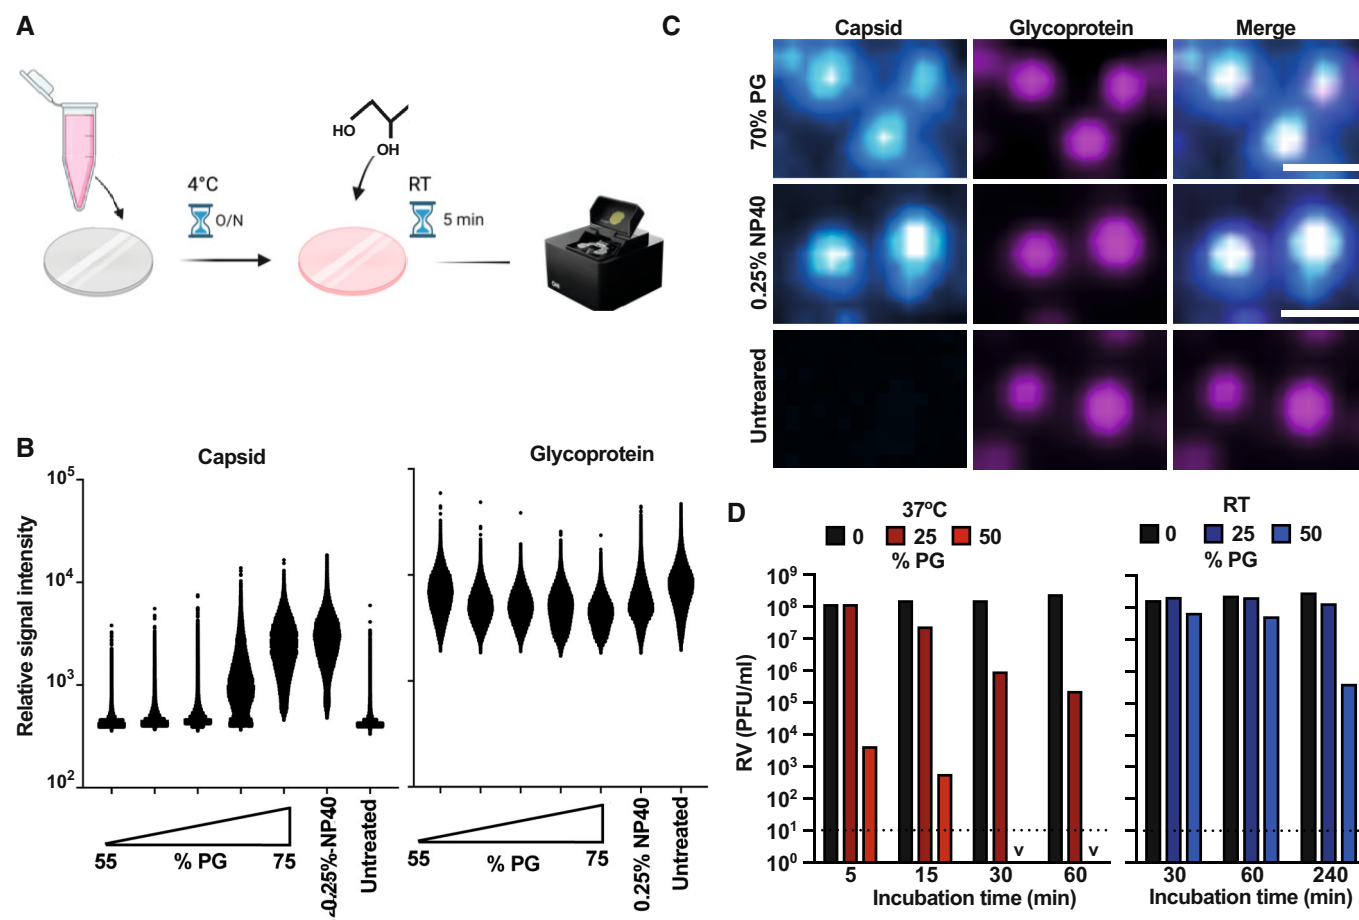 A
HO
OH
4°C
O/N
RT
5 min
C
Capsid
Glycoprotein
Merge
70% PG
0.25% NP40
Untreared
B
Capsid
Glycoprotein
Relative signal intensity
10^5
10^4
10^3
10^2
55
% PG
75
0.25% NP40
Untreated
55
% PG
75
0.25% NP40
Untreated
D
37ºC
0 25 50
% PG
RT
0 25 50
% PG
RV (PFU/ml)
10^9
10^8
10^7
10^6
10^5
10^4
10^3
10^2
10^1
10^0
v v
5 15 30 60
Incubation time (min)
30 60 240
Incubation time (min)